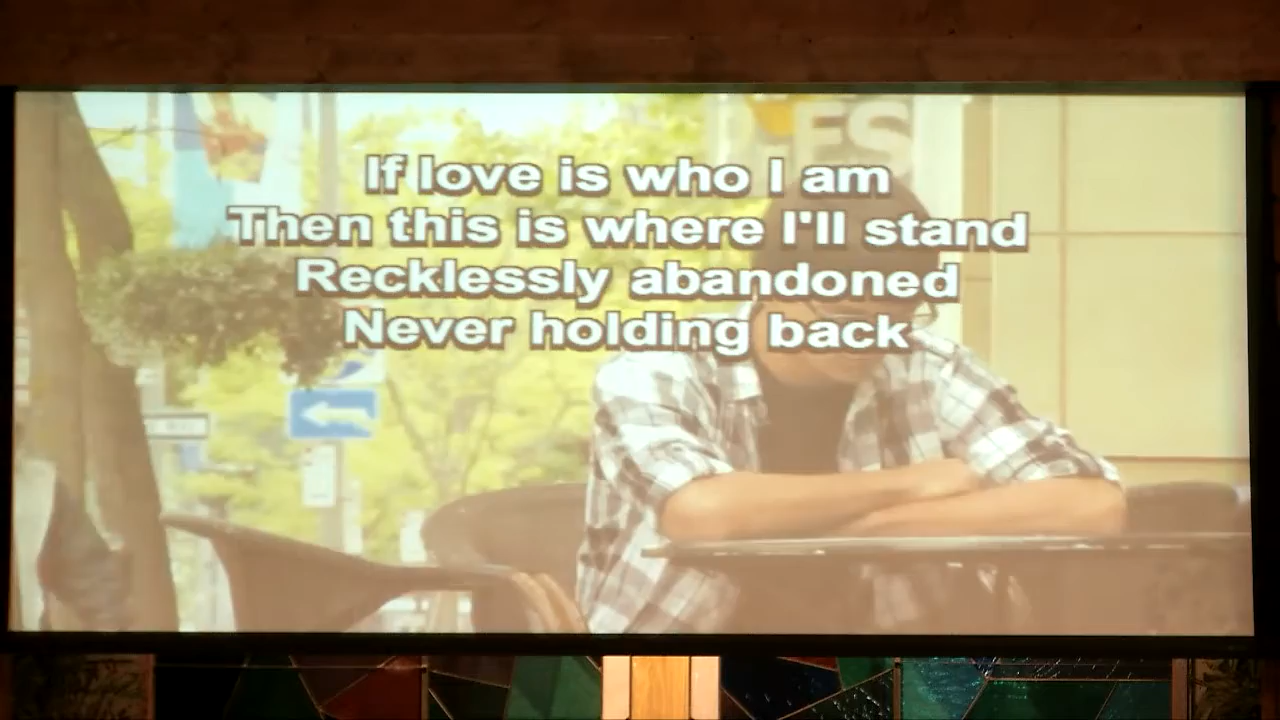 If love is who I am
Then this is where I'll stand
Recklessly abandoned
Never holding back